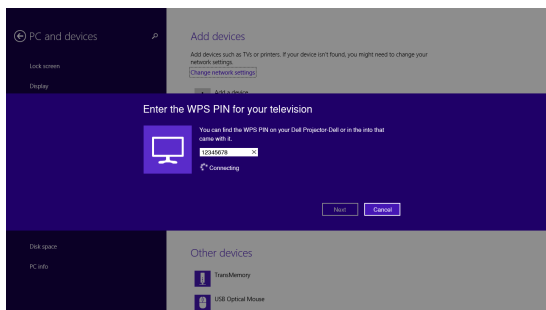 PC and devices
Lock screen
Display
Disk space
PC info
Add devices
Add devices such as TVs or printers. If your device isn't found, you might need to change your
network settings.
Change network settings
Add a device
Enter the WPS PIN for your television
You can find the WPS PIN on your Dell Projector-Dell or in the into that
came with it.
12345678
Connecting
Next
Cancel
Other devices
TransMemory
USB Optical Mouse